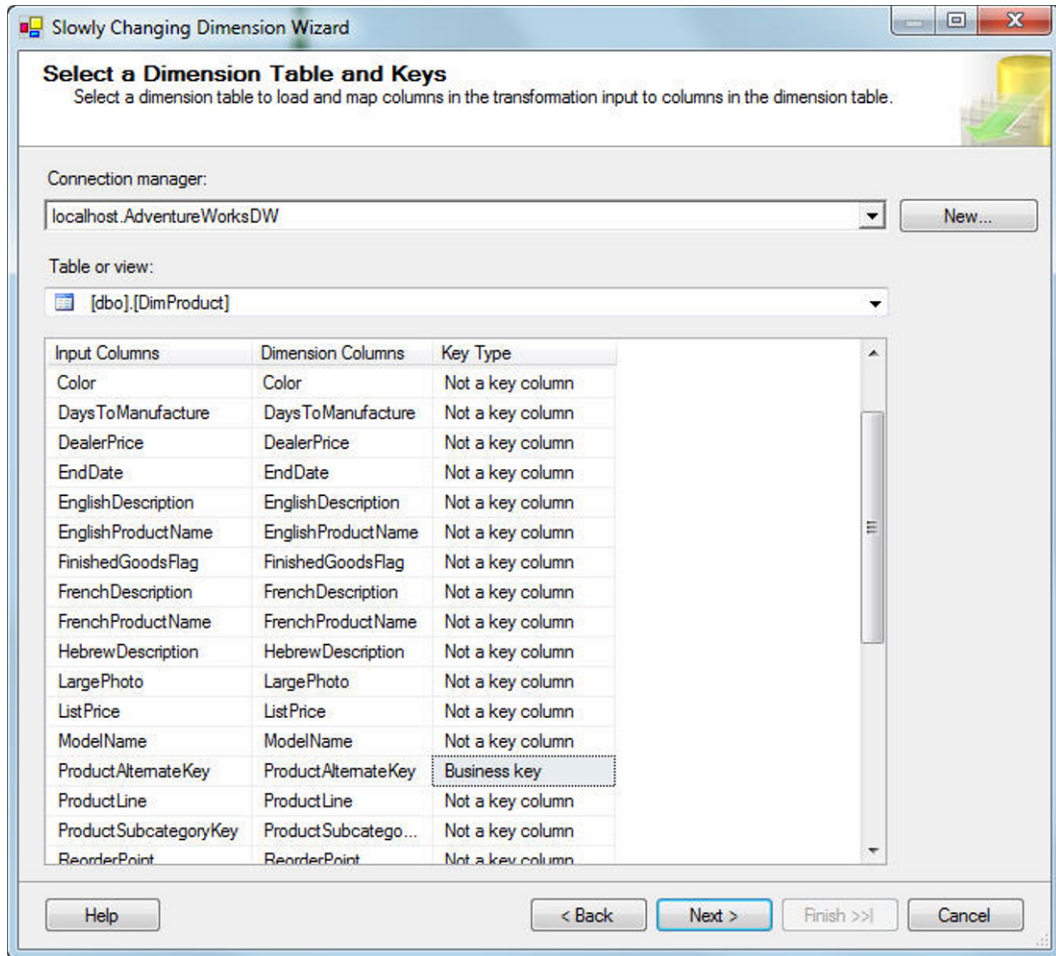 Slowly Changing Dimension Wizard
Select a Dimension Table and Keys
Select a dimension table to load and map columns in the transformation input to columns in the dimension table.
Connection manager:
localhost.AdventureWorksDW New...
Table or view:
[dbo].[DimProduct]
Input Columns Dimension Columns Key Type
Color Color Not a key column
DaysToManufacture DaysToManufacture Not a key column
DealerPrice DealerPrice Not a key column
EndDate EndDate Not a key column
EnglishDescription EnglishDescription Not a key column
EnglishProductName EnglishProductName Not a key column
FinishedGoodsFlag FinishedGoodsFlag Not a key column
FrenchDescription FrenchDescription Not a key column
FrenchProductName FrenchProductName Not a key column
HebrewDescription HebrewDescription Not a key column
LargePhoto LargePhoto Not a key column
ListPrice ListPrice Not a key column
ModelName ModelName Not a key column
ProductAlternateKey ProductAlternateKey Business key
ProductLine ProductLine Not a key column
ProductSubcategoryKey ProductSubcatego... Not a key column
ReorderPoint ReorderPoint Not a key column
Help < Back Next > Finish >>| Cancel